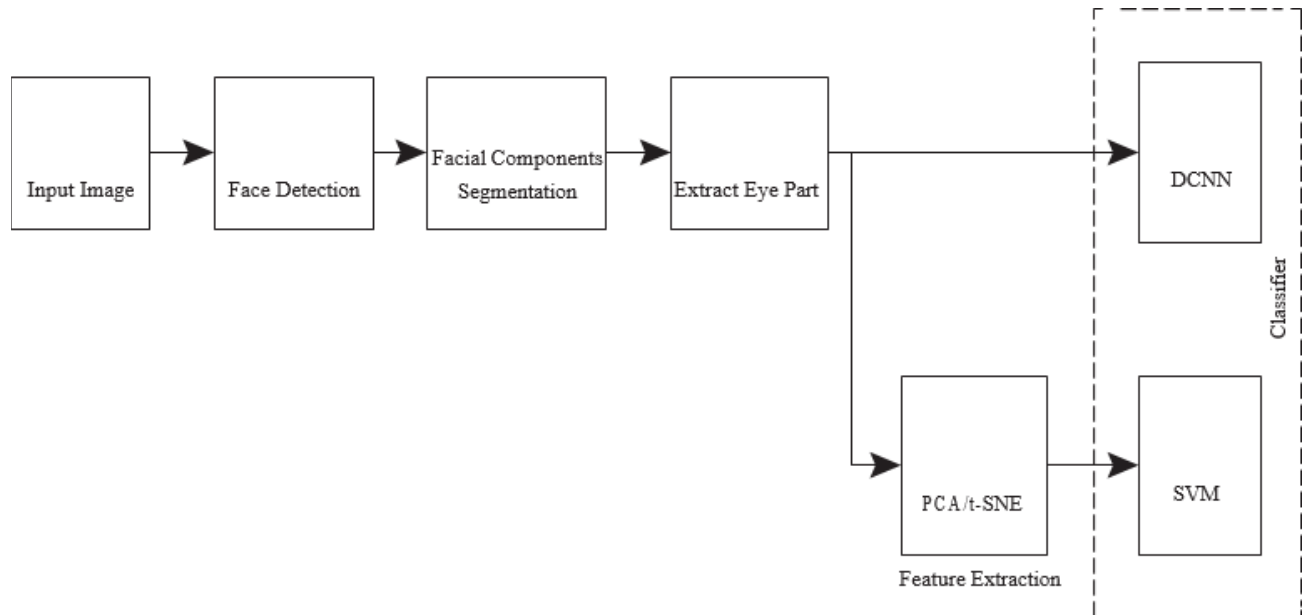 Input Image
Face Detection
Facial Components
Segmentation
Extract Eye Part
DCNN
Classifier
PCA/t-SNE
SVM
Feature Extraction